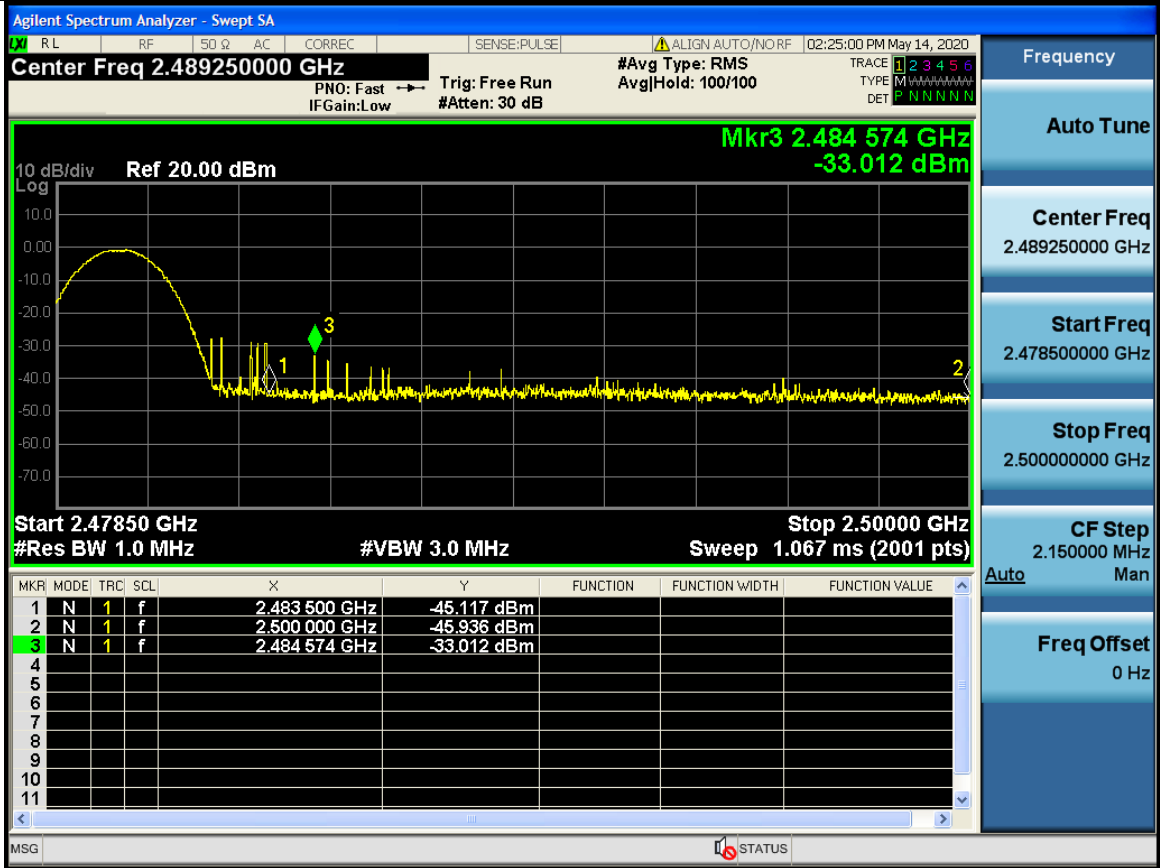 Agilent Spectrum Analyzer - Swept SA
LXI RL RF 50 Ω AC CORREC SENSE:PULSE ALIGN AUTO/NO RF 02:25:00 PM May 14, 2020
Center Freq 2.489250000 GHz
PNO: Fast
IFGain:Low
Trig: Free Run
#Atten: 30 dB
#Avg Type: RMS
Avg|Hold: 100/100
TRACE 1 2 3 4 5 6
TYPE M
DET P N N N N N
Mkr3 2.484 574 GHz
-33.012 dBm
10 dB/div Ref 20.00 dBm
Log
10.0
0.00
-10.0
-20.0
-30.0
-40.0
-50.0
-60.0
-70.0
3
1
2
Start 2.47850 GHz Stop 2.50000 GHz
#Res BW 1.0 MHz #VBW 3.0 MHz Sweep 1.067 ms (2001 pts)
MKR MODE TRC SCL X Y FUNCTION FUNCTION WIDTH FUNCTION VALUE
1 N 1 f 2.483 500 GHz -45.117 dBm
2 N 1 f 2.500 000 GHz -45.936 dBm
3 N 1 f 2.484 574 GHz -33.012 dBm
4
5
6
7
8
9
10
11
MSG STATUS
Frequency
Auto Tune
Center Freq
2.489250000 GHz
Start Freq
2.478500000 GHz
Stop Freq
2.500000000 GHz
CF Step
2.150000 MHz
Auto Man
Freq Offset
0 Hz